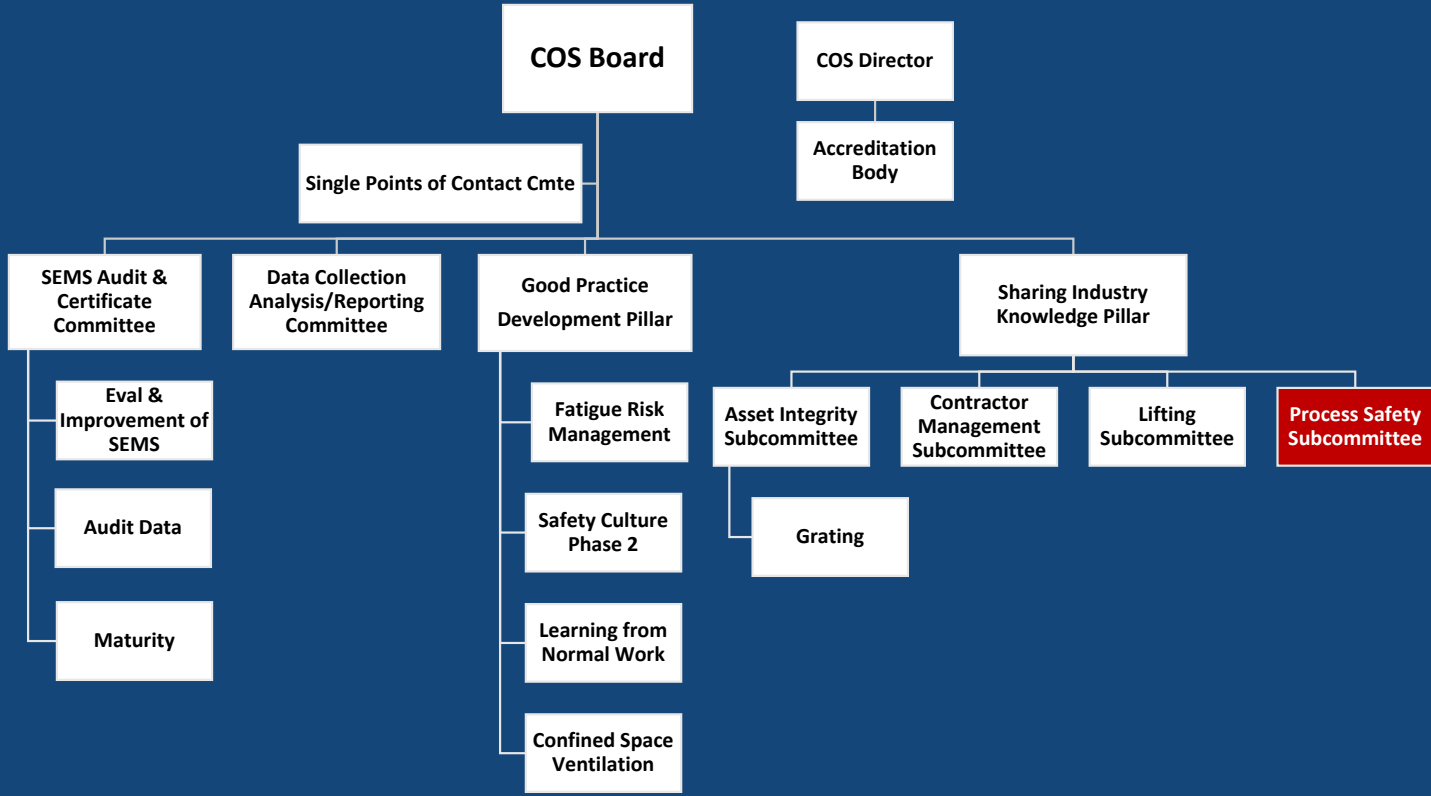 COS Board
COS Director
Accreditation
Body
Single Points of Contact Cmte
SEMS Audit &
Certificate
Committee
Data Collection
Analysis/Reporting
Committee
Good Practice
Development Pillar
Sharing Industry
Knowledge Pillar
Eval &
Improvement of
SEMS
Audit Data
Maturity
Fatigue Risk
Management
Safety Culture
Phase 2
Learning from
Normal Work
Confined Space
Ventilation
Asset Integrity
Subcommittee
Contractor
Management
Subcommittee
Lifting
Subcommittee
Process Safety
Subcommittee
Grating